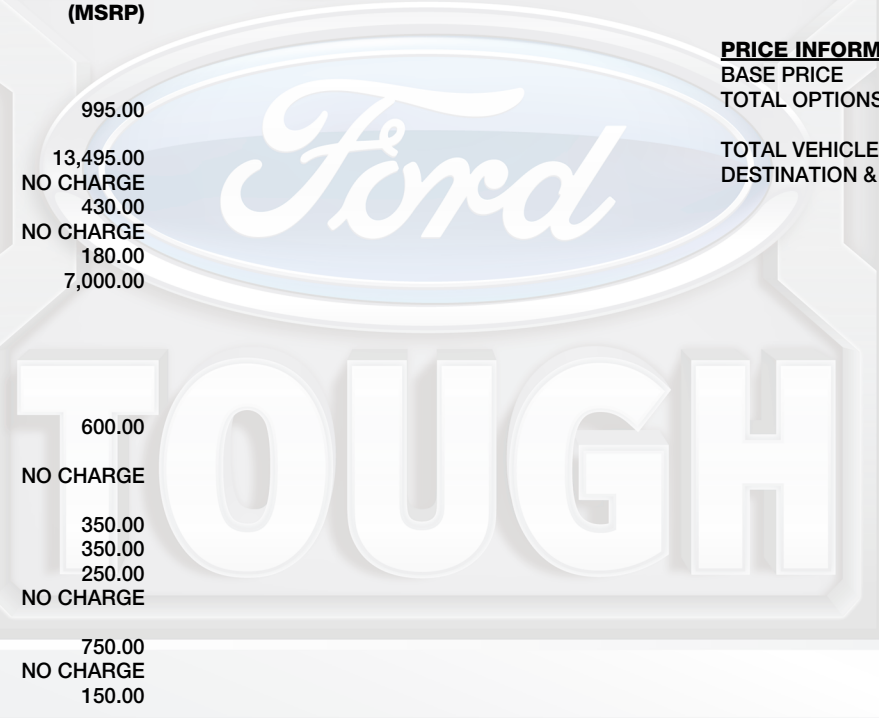 (MSRP)
995.00
13,495.00
NO CHARGE
430.00
NO CHARGE
180.00
7,000.00
600.00
NO CHARGE
350.00
350.00
250.00
NO CHARGE
750.00
NO CHARGE
150.00
PRICE INFORM
BASE PRICE
TOTAL OPTIONS
TOTAL VEHICLE
DESTINATION &
Ford
TOUGH